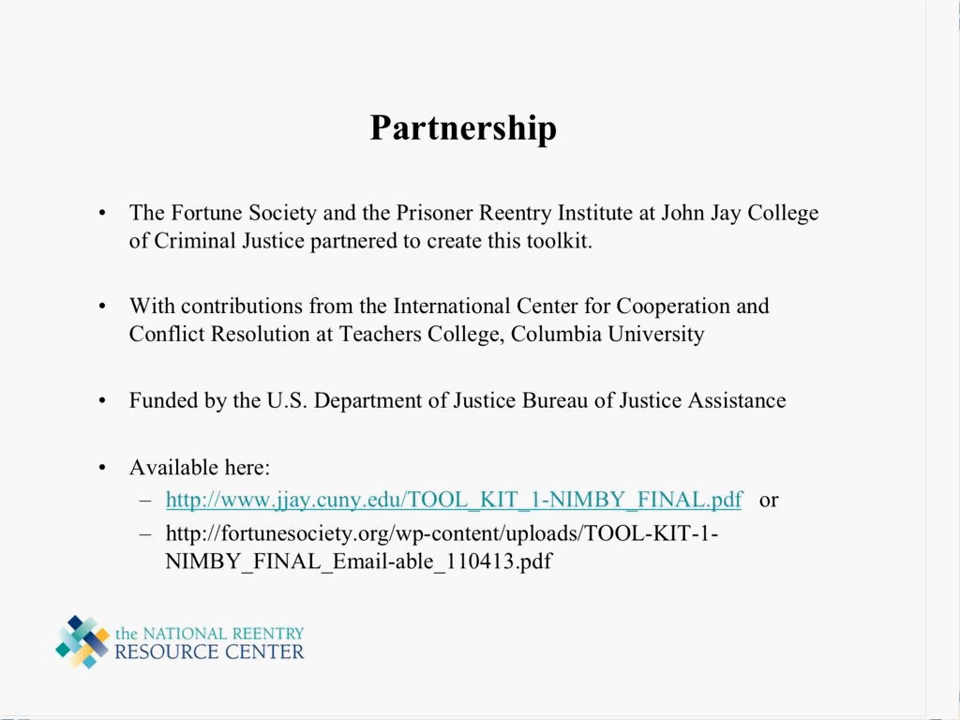 Partnership
• The Fortune Society and the Prisoner Reentry Institute at John Jay College
of Criminal Justice partnered to create this toolkit.
• With contributions from the International Center for Cooperation and
Conflict Resolution at Teachers College, Columbia University
• Funded by the U.S. Department of Justice Bureau of Justice Assistance
• Available here:
– http://www.jjay.cuny.edu/TOOL_KIT_1-NIMBY_FINAL.pdf or
– http://fortunesociety.org/wp-content/uploads/TOOL-KIT-1-
NIMBY_FINAL_Email-able_110413.pdf
the NATIONAL REENTRY
RESOURCE CENTER